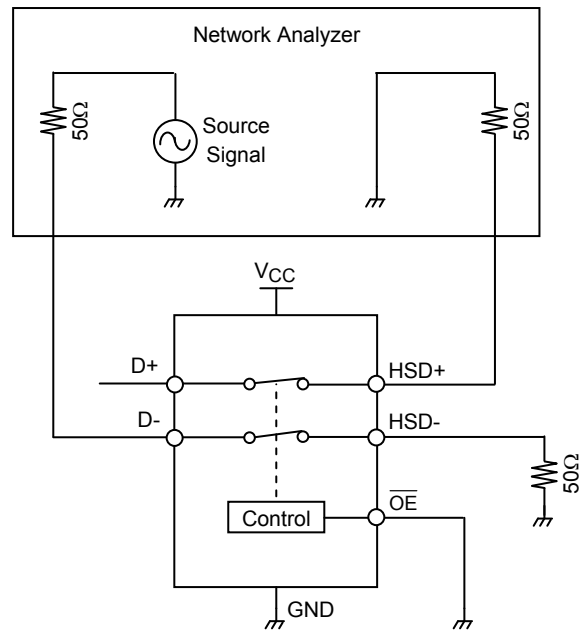 Network Analyzer
50Ω
Source
Signal
50Ω
VCC
D+
HSD+
D-
HSD-
50Ω
Control
OE
GND